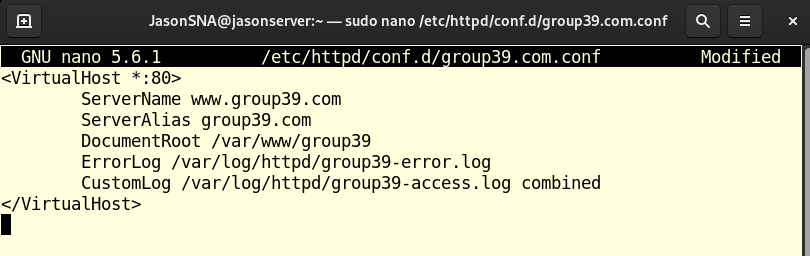 JasonSNA@jasonserver:~ — sudo nano /etc/httpd/conf.d/group39.com.conf
GNU nano 5.6.1 /etc/httpd/conf.d/group39.com.conf Modified
<VirtualHost *:80>
        ServerName www.group39.com
        ServerAlias group39.com
        DocumentRoot /var/www/group39
        ErrorLog /var/log/httpd/group39-error.log
        CustomLog /var/log/httpd/group39-access.log combined
</VirtualHost>